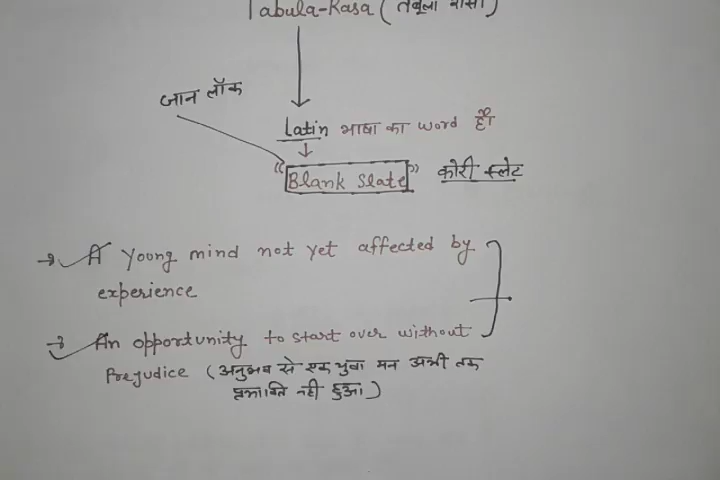 Tabula-Rasa (तबूला रासा)
जान लॉक
Latin भाषा का word है
"Blank Slate" कोरी स्लेट
A yoong mind not yet affected by
experience
An opportunity to start over without
Prejudice (अनुभव से एक युवा मन अभी तक
प्रभावित नही हुआ)